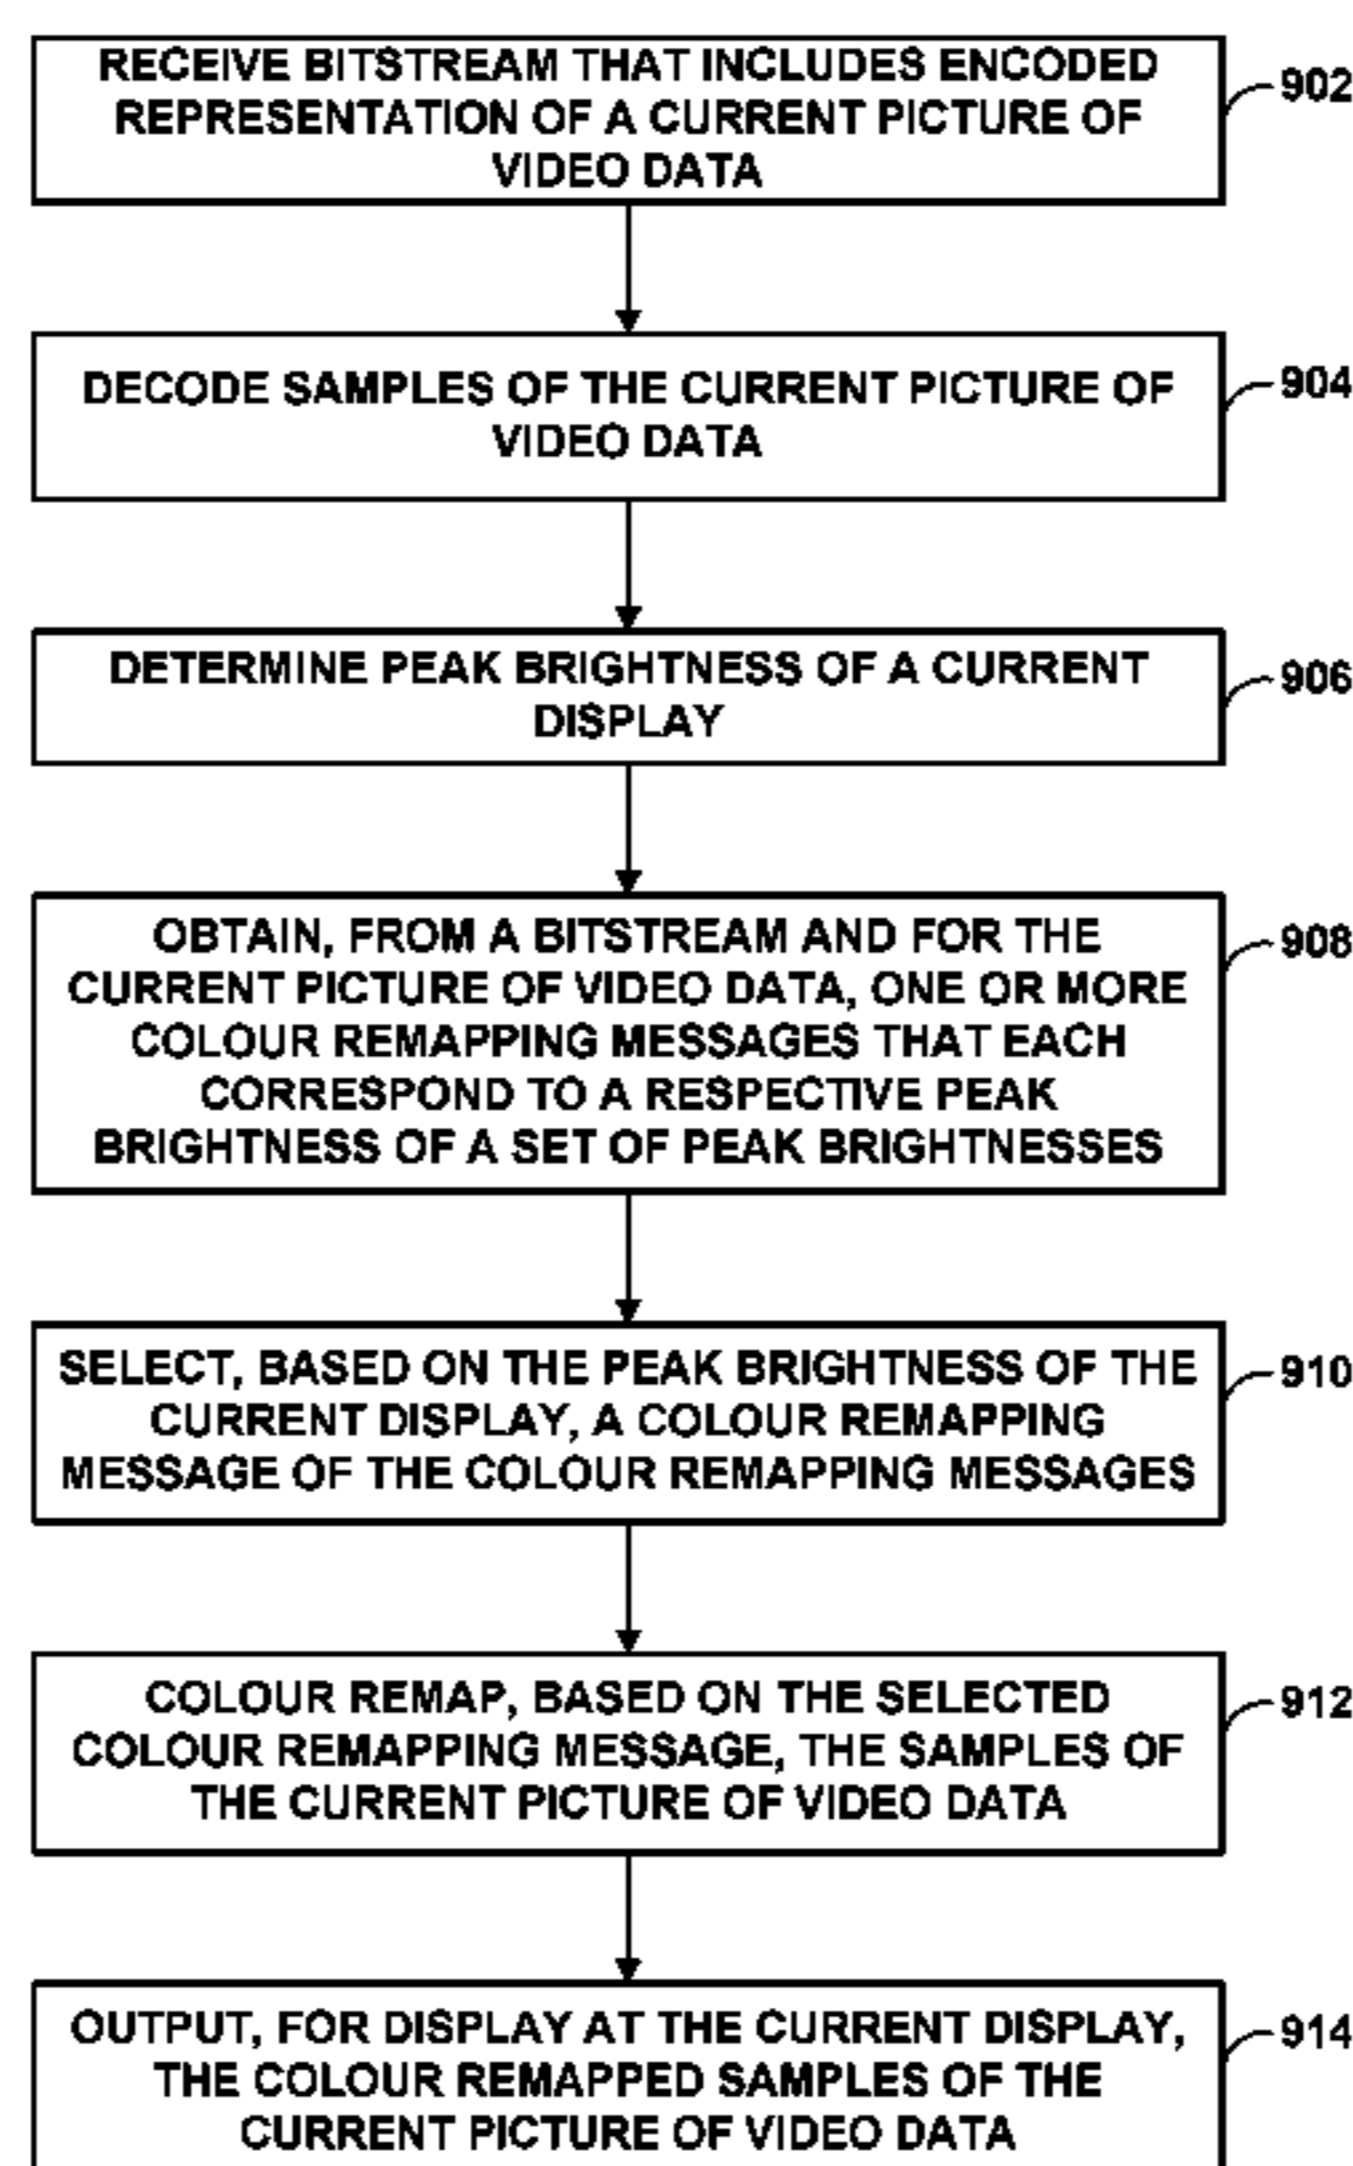 RECEIVE BITSTREAM THAT INCLUDES ENCODED
REPRESENTATION OF A CURRENT PICTURE OF
VIDEO DATA
902
DECODE SAMPLES OF THE CURRENT PICTURE OF
VIDEO DATA
904
DETERMINE PEAK BRIGHTNESS OF A CURRENT
DISPLAY
906
OBTAIN, FROM A BITSTREAM AND FOR THE
CURRENT PICTURE OF VIDEO DATA, ONE OR MORE
COLOUR REMAPPING MESSAGES THAT EACH
CORRESPOND TO A RESPECTIVE PEAK
BRIGHTNESS OF A SET OF PEAK BRIGHTNESSES
908
SELECT, BASED ON THE PEAK BRIGHTNESS OF THE
CURRENT DISPLAY, A COLOUR REMAPPING
MESSAGE OF THE COLOUR REMAPPING MESSAGES
910
COLOUR REMAP, BASED ON THE SELECTED
COLOUR REMAPPING MESSAGE, THE SAMPLES OF
THE CURRENT PICTURE OF VIDEO DATA
912
OUTPUT, FOR DISPLAY AT THE CURRENT DISPLAY,
THE COLOUR REMAPPED SAMPLES OF THE
CURRENT PICTURE OF VIDEO DATA
914